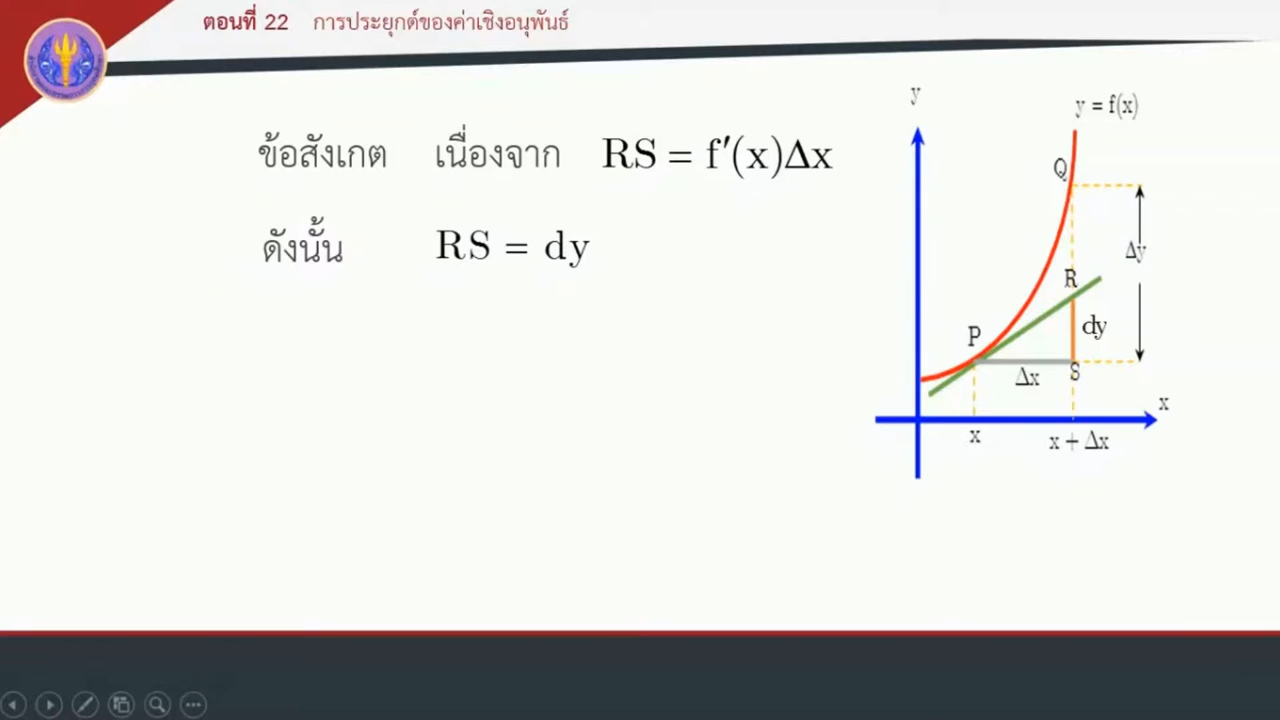 ตอนที่ 22 การประยุกต์ของค่าเชิงอนุพันธ์
ข้อสังเกต เนื่องจาก RS = f′(x)Δx
ดังนั้น RS = dy
y
y = f(x)
Q
Δy
R
P
dy
Δx
S
x
x
x + Δx